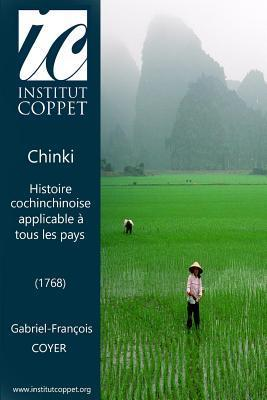 ic
INSTITUT
COPPET
Chinki
Histoire
cochinchinoise
applicable à
tous les pays
(1768)
Gabriel-François
COYER
www.institutcoppet.org